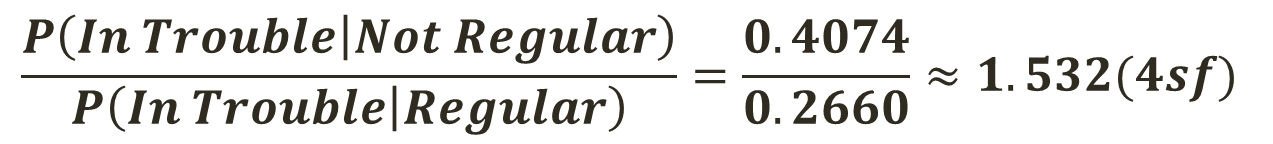 P(In Trouble|Not Regular) / P(In Trouble|Regular) = 0.4074 / 0.2660 ≈ 1.532(4sf)